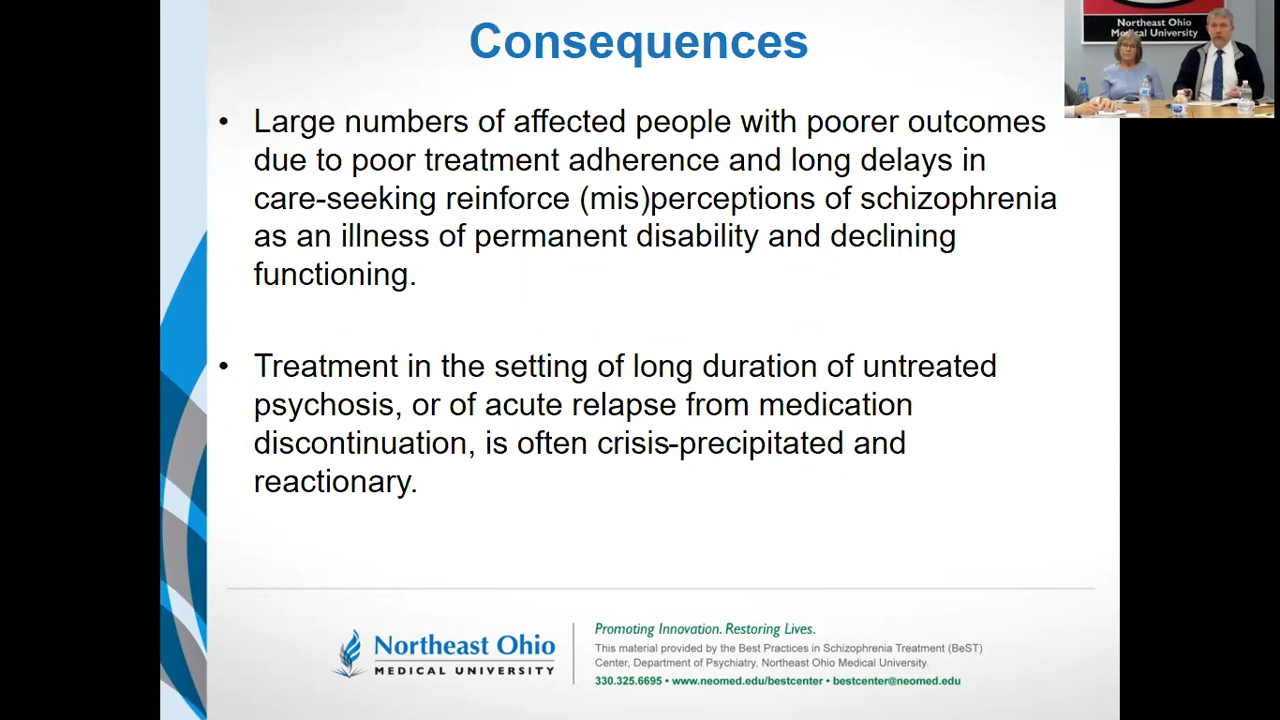 Consequences
Northeast Ohio
Medical University
• Large numbers of affected people with poorer outcomes
due to poor treatment adherence and long delays in
care-seeking reinforce (mis)perceptions of schizophrenia
as an illness of permanent disability and declining
functioning.
• Treatment in the setting of long duration of untreated
psychosis, or of acute relapse from medication
discontinuation, is often crisis-precipitated and
reactionary.
Northeast Ohio
MEDICAL UNIVERSITY
Promoting Innovation. Restoring Lives.
This material provided by the Best Practices in Schizophrenia Treatment (BeST)
Center, Department of Psychiatry, Northeast Ohio Medical University.
330.325.6695 • www.neomed.edu/bestcenter • bestcenter@neomed.edu